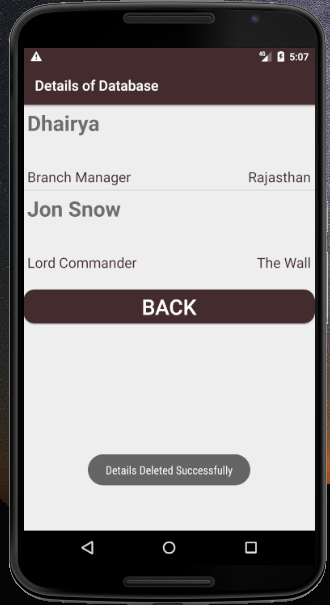 4G 5:07
Details of Database
Dhairya
Branch Manager Rajasthan
Jon Snow
Lord Commander The Wall
BACK
Details Deleted Successfully